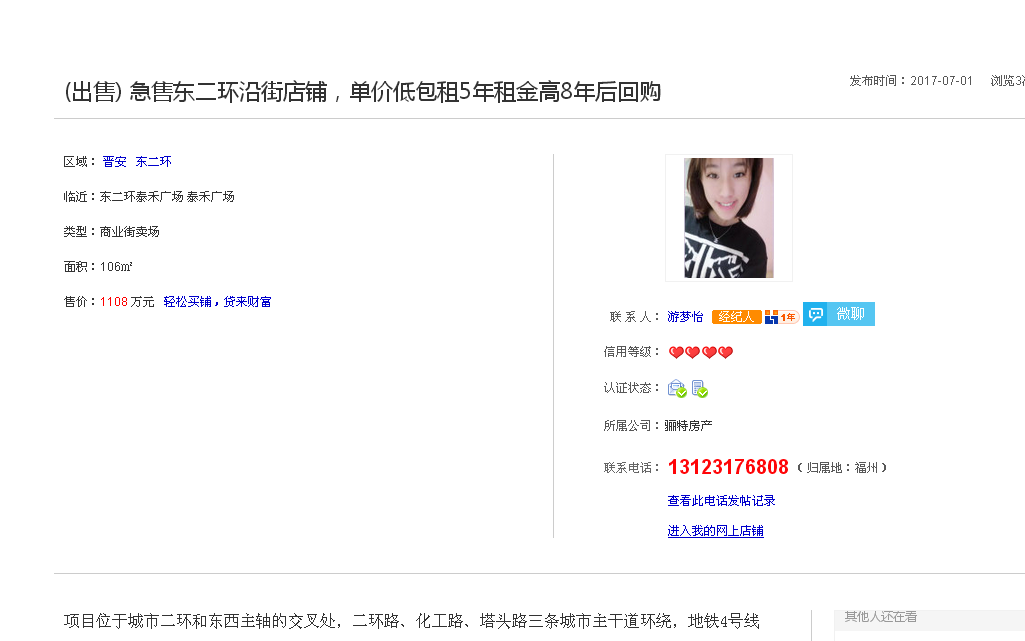 (出售) 急售东二环沿街店铺，单价低包租5年租金高8年后回购
发布时间：2017-07-01 浏览3
区域： 晋安 东二环
临近：东二环泰禾广场 泰禾广场
类型：商业街卖场
面积：106㎡
售价：1108 万元 轻松买铺，贷来财富
联 系 人： 游梦怡 经纪人 1年 微聊
信用等级：
认证状态：
所属公司：骊特房产
联系电话： 13123176808 （ 归属地：福州 ）
查看此电话发帖记录
进入我的网上店铺
项目位于城市二环和东西主轴的交叉处，二环路、化工路、塔头路三条城市主干道环绕，地铁4号线
其他人还在看